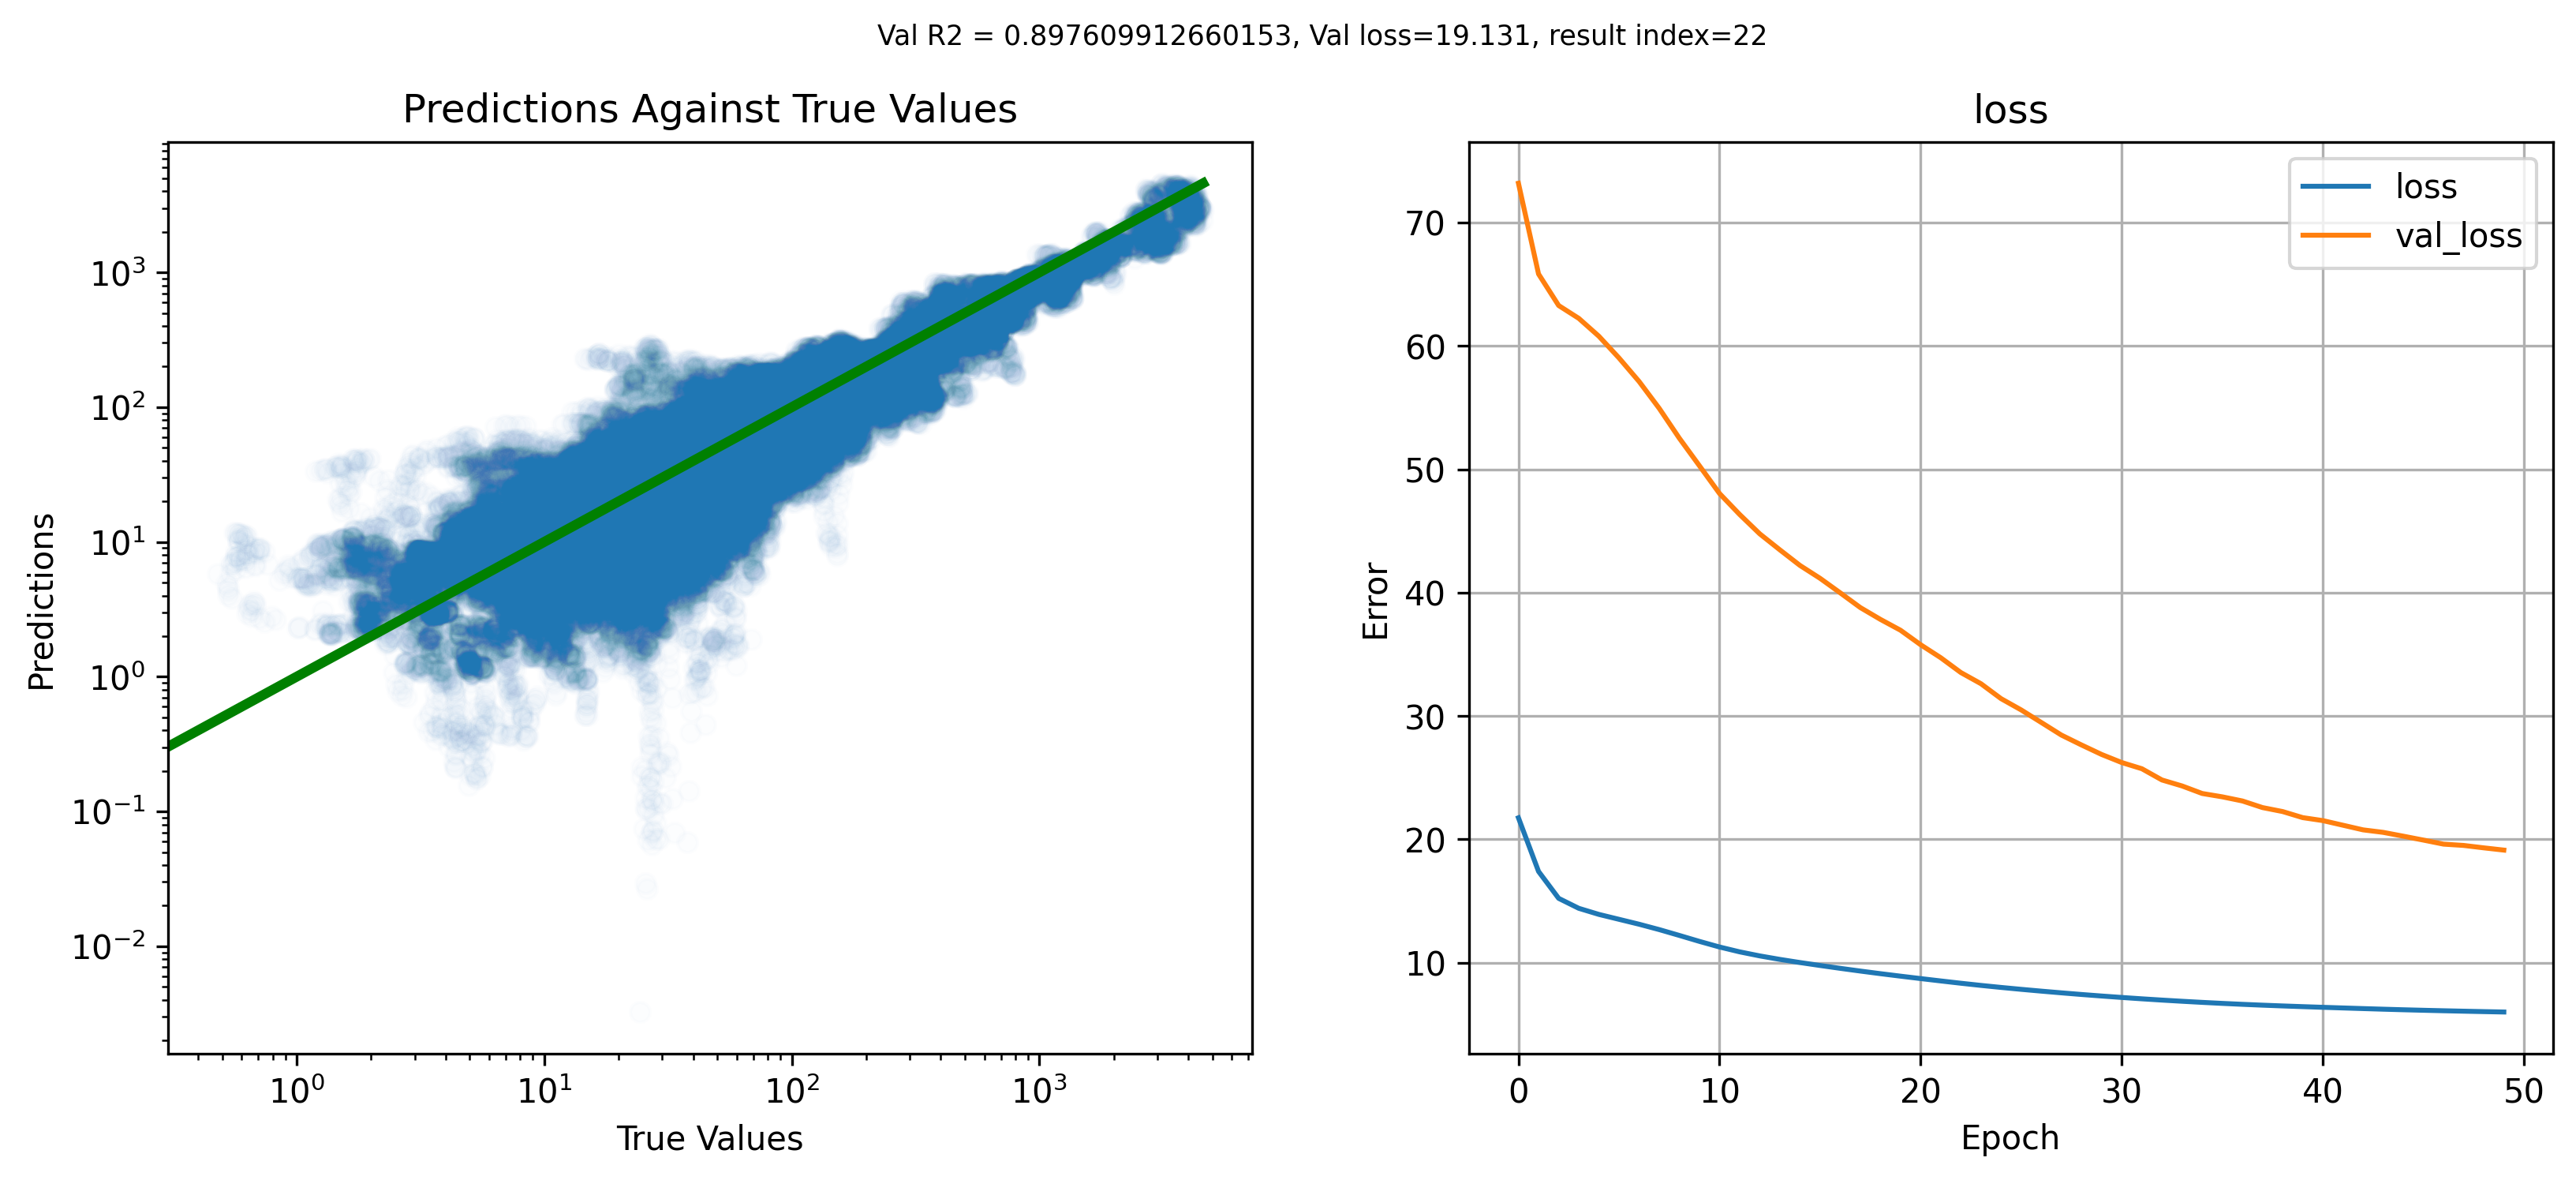 Val R2 = 0.897609912660153, Val loss=19.131, result index=22
Predictions Against True Values
Predictions
10³
10²
10¹
10⁰
10⁻¹
10⁻²
10⁰ 10¹ 10² 10³
True Values
loss
loss
val_loss
Error
70
60
50
40
30
20
10
0 10 20 30 40 50
Epoch